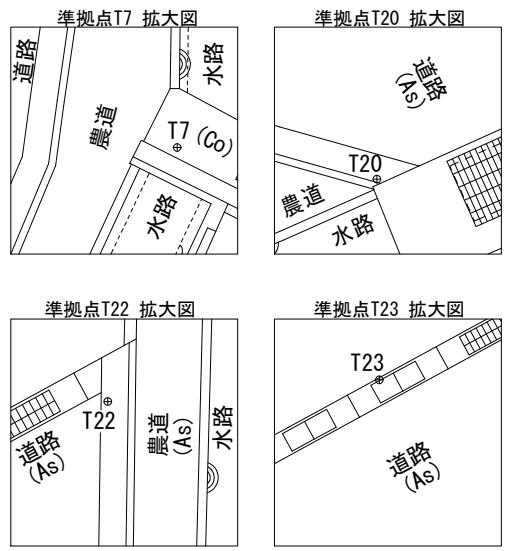 準拠点T7 拡大図
道路
水路
農道
T7 (Co)
水路
準拠点T20 拡大図
道路
(As)
T20
農道
水路
準拠点T22 拡大図
T22
道路
(As)
農道
(As)
水路
準拠点T23 拡大図
T23
道路
(As)